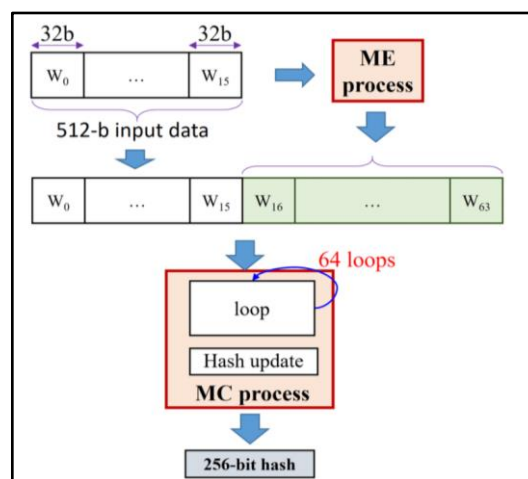 32b 32b
W0 … W15
ME
process
512-b input data
W0 … W15 W16 … W63
64 loops
loop
Hash update
MC process
256-bit hash